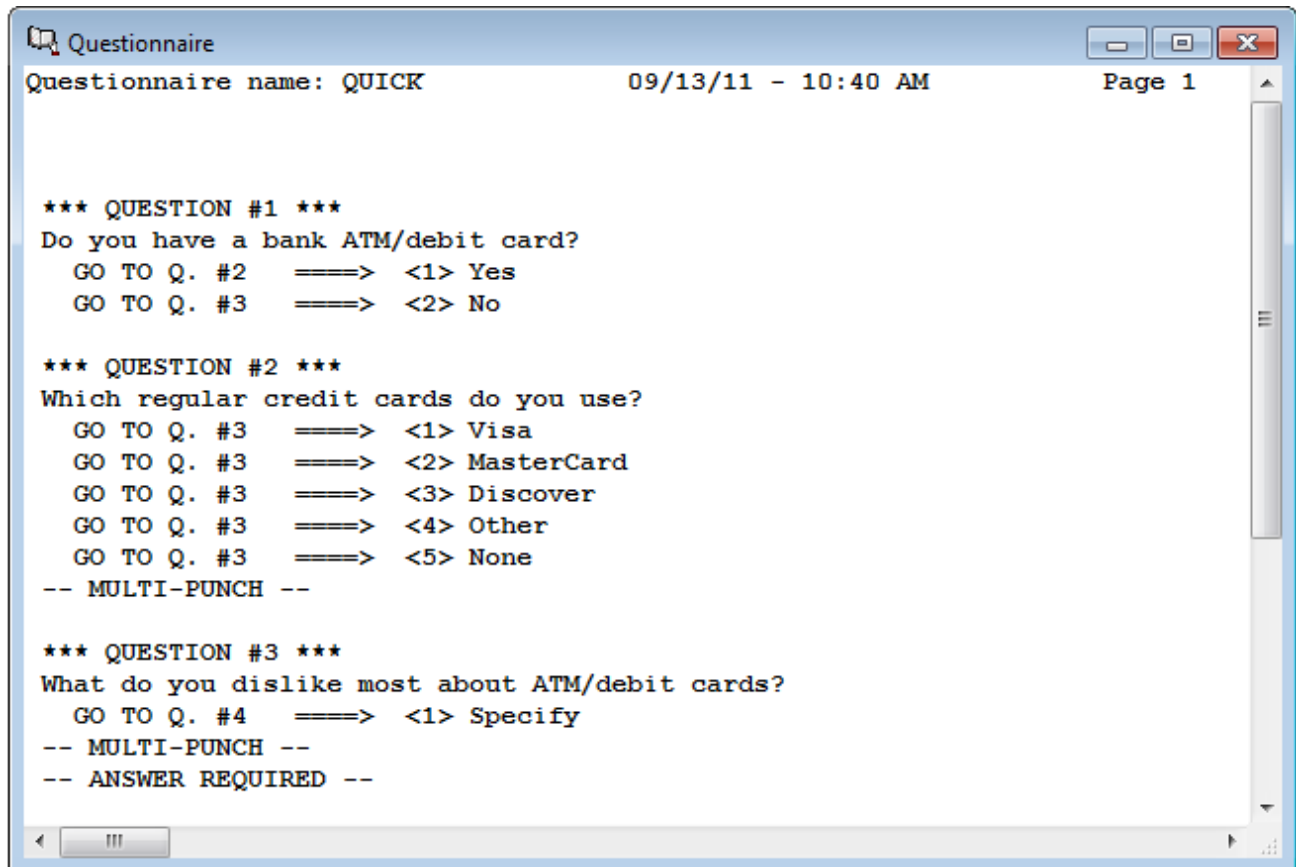 Questionnaire
Questionnaire name: QUICK 09/13/11 - 10:40 AM Page 1
*** QUESTION #1 ***
Do you have a bank ATM/debit card?
GO TO Q. #2 ====> <1> Yes
GO TO Q. #3 ====> <2> No
*** QUESTION #2 ***
Which regular credit cards do you use?
GO TO Q. #3 ====> <1> Visa
GO TO Q. #3 ====> <2> MasterCard
GO TO Q. #3 ====> <3> Discover
GO TO Q. #3 ====> <4> Other
GO TO Q. #3 ====> <5> None
-- MULTI-PUNCH --
*** QUESTION #3 ***
What do you dislike most about ATM/debit cards?
GO TO Q. #4 ====> <1> Specify
-- MULTI-PUNCH --
-- ANSWER REQUIRED --